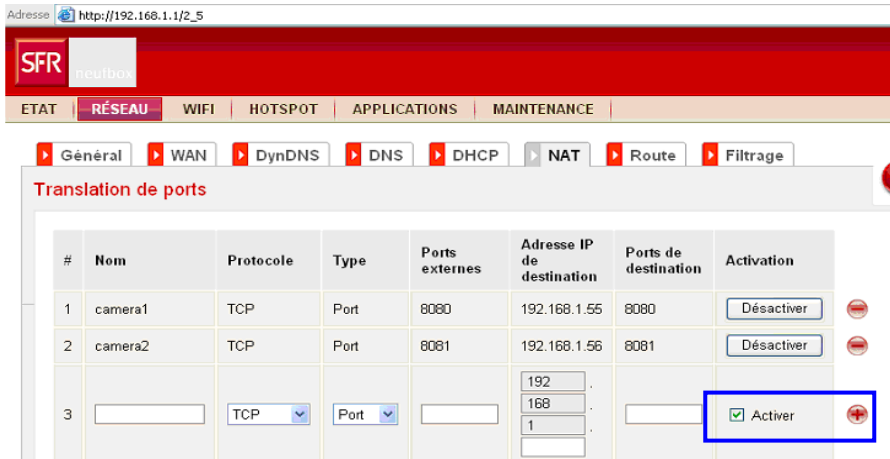 Adresse http://192.168.1.1/2_5
SFR neufbox
ETAT RÉSEAU WIFI HOTSPOT APPLICATIONS MAINTENANCE
Général WAN DynDNS DNS DHCP NAT Route Filtrage
Translation de ports
# Nom Protocole Type Ports externes Adresse IP de destination Ports de destination Activation
1 camera1 TCP Port 8080 192.168.1.55 8080 Désactiver
2 camera2 TCP Port 8081 192.168.1.56 8081 Désactiver
3 TCP Port 192 . 168 . 1 . Activer